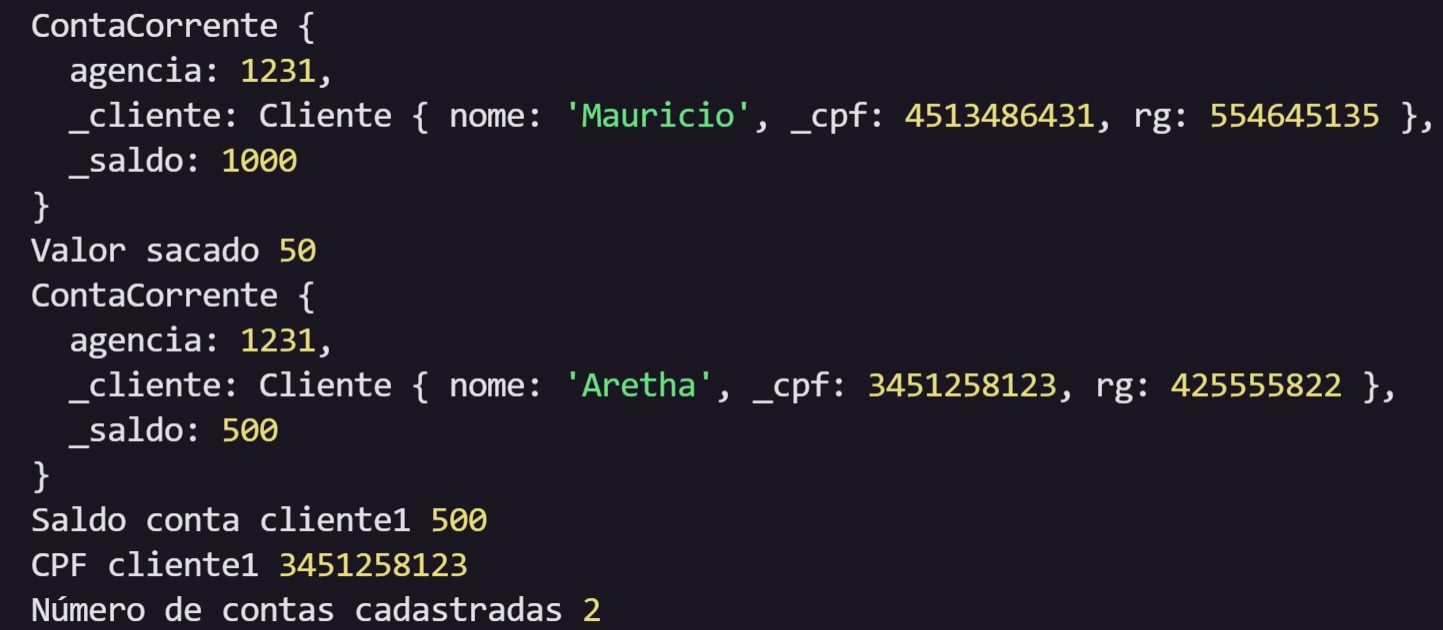 ContaCorrente {
  agencia: 1231,
  _cliente: Cliente { nome: 'Mauricio', _cpf: 4513486431, rg: 554645135 },
  _saldo: 1000
}
Valor sacado 50
ContaCorrente {
  agencia: 1231,
  _cliente: Cliente { nome: 'Aretha', _cpf: 3451258123, rg: 425555822 },
  _saldo: 500
}
Saldo conta cliente1 500
CPF cliente1 3451258123
Número de contas cadastradas 2